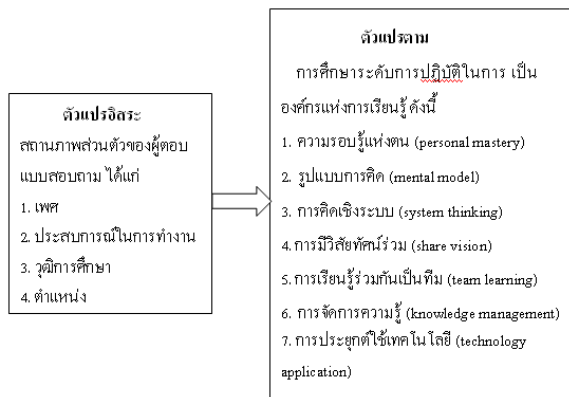 ตัวแปรอิสระ
สถานภาพส่วนตัวของผู้ตอบ
แบบสอบถาม ได้แก่
1. เพศ
2. ประสบการณ์ในการทำงาน
3. วุฒิการศึกษา
4. ตำแหน่ง
ตัวแปรตาม
การศึกษาระดับการปฏิบัติในการ เป็น
องค์กรแห่งการเรียนรู้ ดังนี้
1. ความรอบรู้แห่งตน (personal mastery)
2. รูปแบบการคิด (mental model)
3. การคิดเชิงระบบ (system thinking)
4. การมีวิสัยทัศน์ร่วม (share vision)
5. การเรียนรู้ร่วมกันเป็นทีม (team learning)
6. การจัดการความรู้ (knowledge management)
7. การประยุกต์ใช้เทคโนโลยี (technology
application)